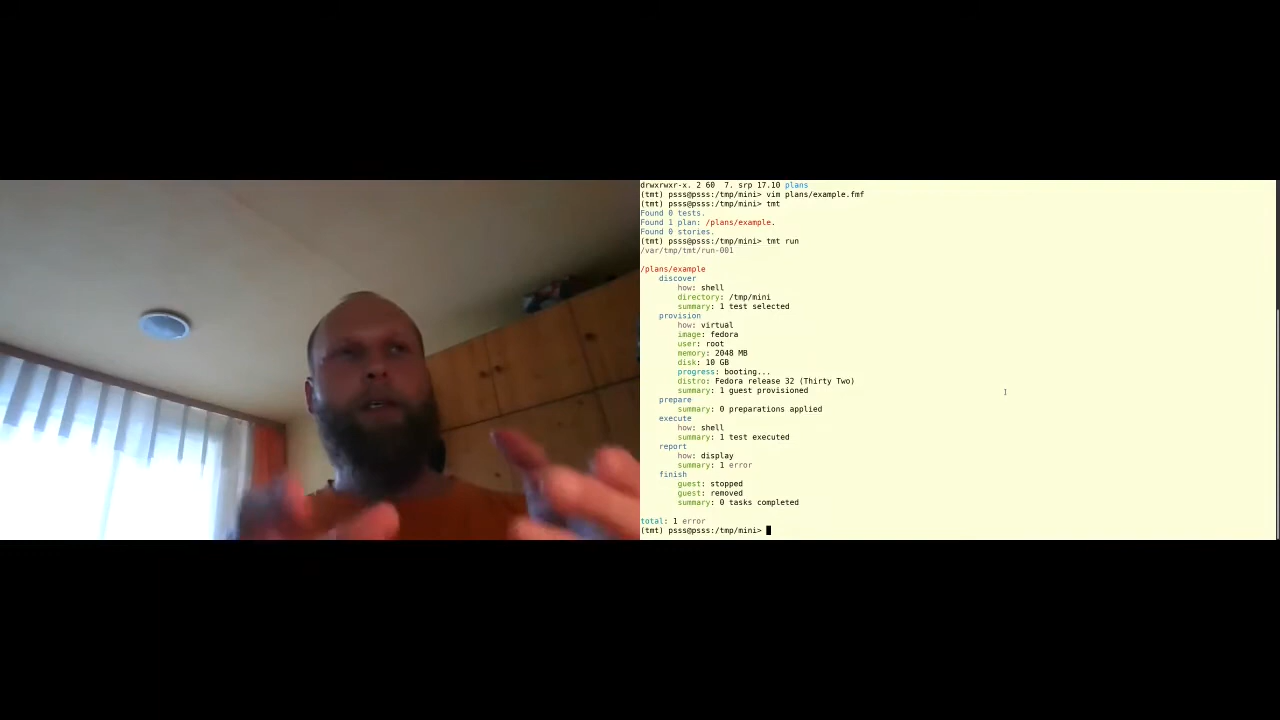 drwxrwxr-x. 2 60  7. srp 17.10 plans
(tmt) psss@psss:/tmp/mini> vim plans/example.fmf
(tmt) psss@psss:/tmp/mini> tmt
Found 0 tests.
Found 1 plan: /plans/example.
Found 0 stories.
(tmt) psss@psss:/tmp/mini> tmt run
/var/tmp/tmt/run-001
/plans/example
discover
how: shell
directory: /tmp/mini
summary: 1 test selected
provision
how: virtual
image: fedora
user: root
memory: 2048 MB
disk: 10 GB
progress: booting...
distro: Fedora release 32 (Thirty Two)
summary: 1 guest provisioned
prepare
summary: 0 preparations applied
execute
how: shell
summary: 1 test executed
report
how: display
summary: 1 error
finish
guest: stopped
guest: removed
summary: 0 tasks completed
total: 1 error
(tmt) psss@psss:/tmp/mini>